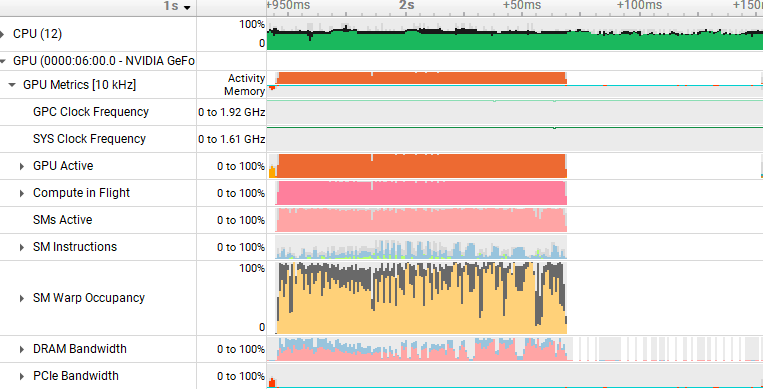 1s +950ms 2s +50ms +100ms +150
CPU (12) 100%
0
GPU (0000:06:00.0 - NVIDIA GeFo
GPU Metrics [10 kHz] Activity
Memory
GPC Clock Frequency 0 to 1.92 GHz
SYS Clock Frequency 0 to 1.61 GHz
GPU Active 0 to 100%
Compute in Flight 0 to 100%
SMs Active 0 to 100%
SM Instructions 0 to 100%
100%
SM Warp Occupancy
0
DRAM Bandwidth 0 to 100%
PCIe Bandwidth 0 to 100%